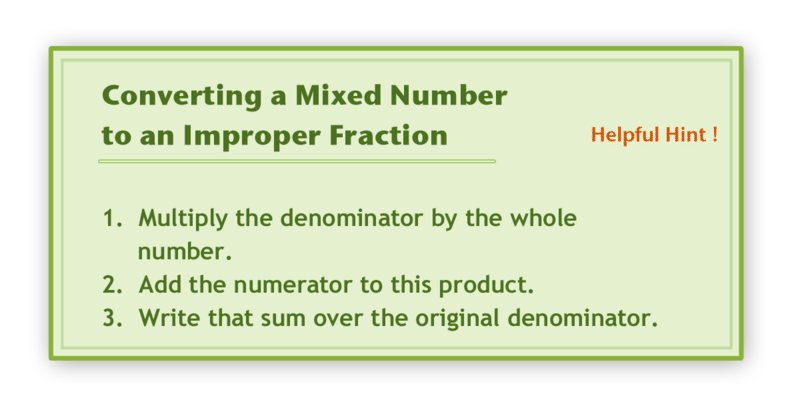 Converting a Mixed Number
to an Improper Fraction
Helpful Hint !
1. Multiply the denominator by the whole
number.
2. Add the numerator to this product.
3. Write that sum over the original denominator.